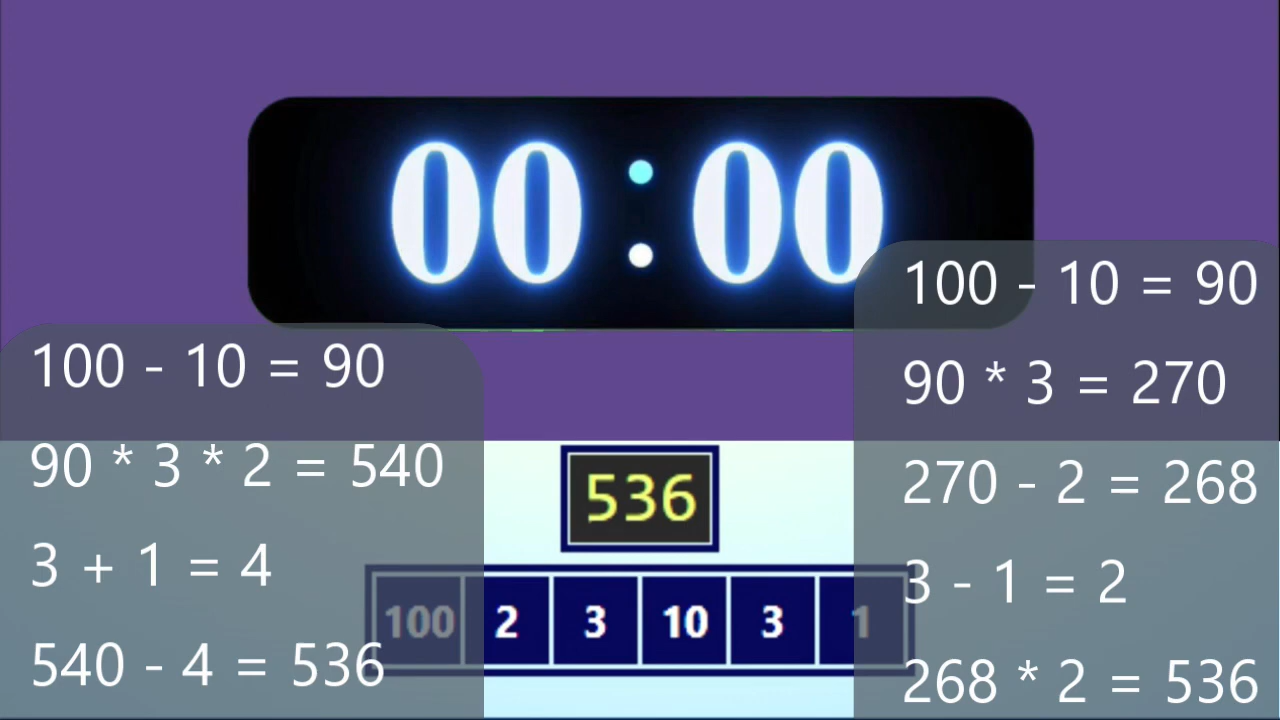 00:00
100 - 10 = 90
90 * 3 * 2 = 540
3 + 1 = 4
540 - 4 = 536
536
100 2 3 10 3 1
100 - 10 = 90
90 * 3 = 270
270 - 2 = 268
3 - 1 = 2
268 * 2 = 536